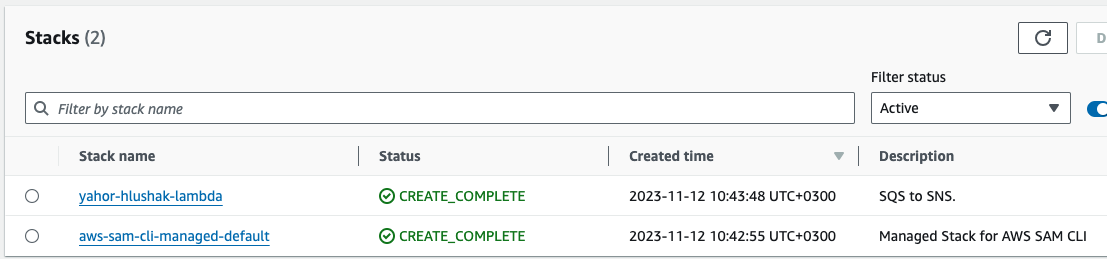 Stacks (2)
D
Filter status
Filter by stack name
Active
Stack name Status Created time Description
yahor-hlushak-lambda CREATE_COMPLETE 2023-11-12 10:43:48 UTC+0300 SQS to SNS.
aws-sam-cli-managed-default CREATE_COMPLETE 2023-11-12 10:42:55 UTC+0300 Managed Stack for AWS SAM CLI